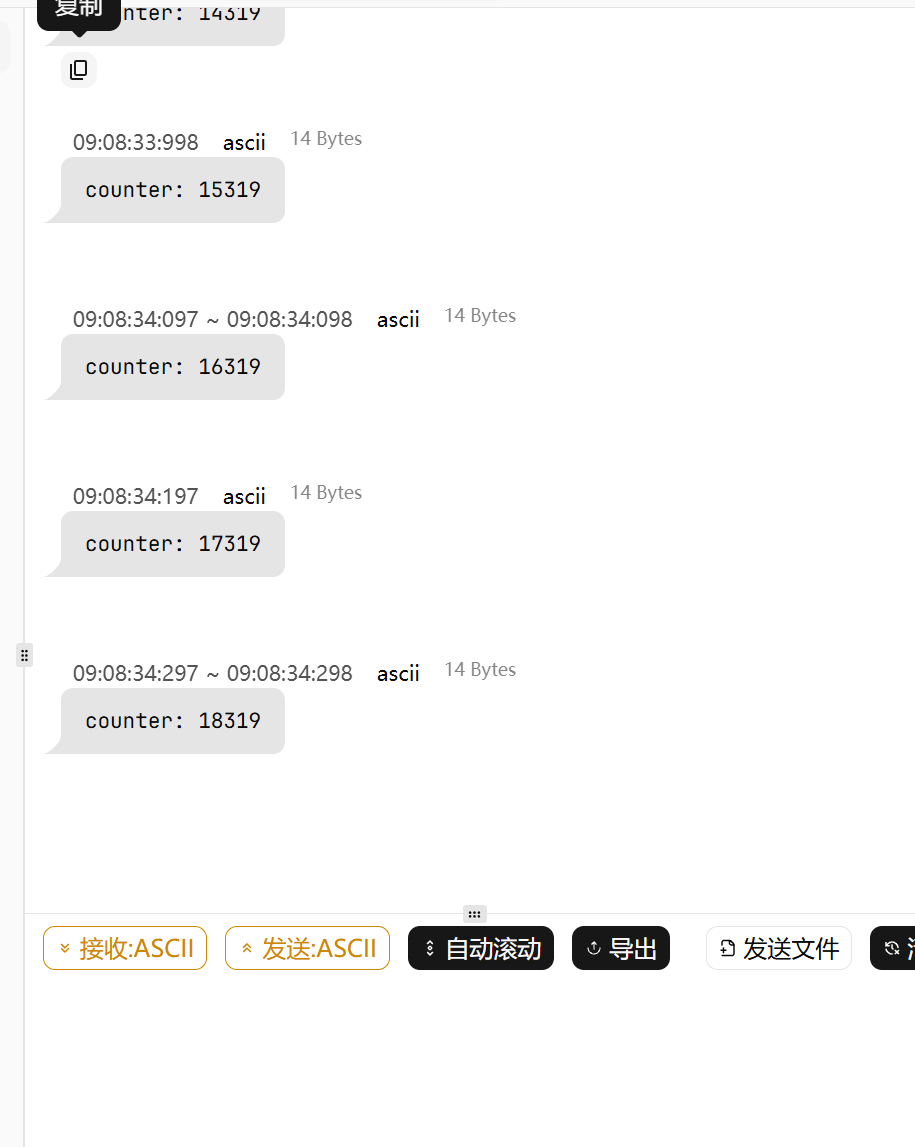 复制
nter: 14319
09:08:33:998 ascii 14 Bytes
counter: 15319
09:08:34:097 ~ 09:08:34:098 ascii 14 Bytes
counter: 16319
09:08:34:197 ascii 14 Bytes
counter: 17319
09:08:34:297 ~ 09:08:34:298 ascii 14 Bytes
counter: 18319
接收:ASCII 发送:ASCII 自动滚动 导出 发送文件